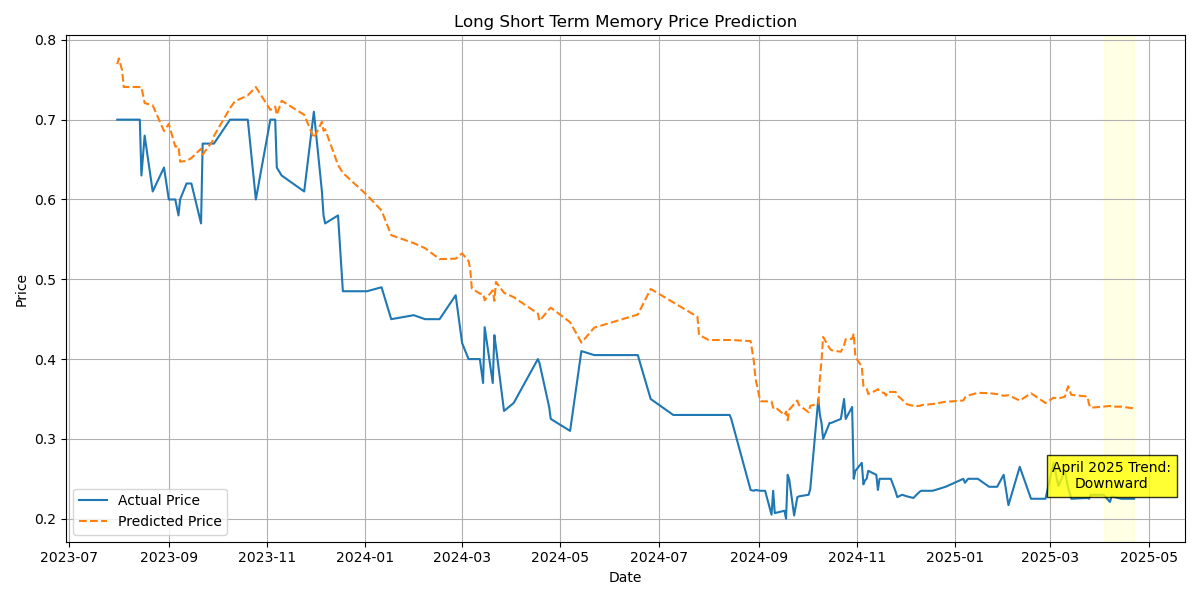 Long Short Term Memory Price Prediction
Price
0.8
0.7
0.6
0.5
0.4
0.3
0.2
April 2025 Trend:
Downward
Actual Price
Predicted Price
2023-07 2023-09 2023-11 2024-01 2024-03 2024-05 2024-07 2024-09 2024-11 2025-01 2025-03 2025-05
Date